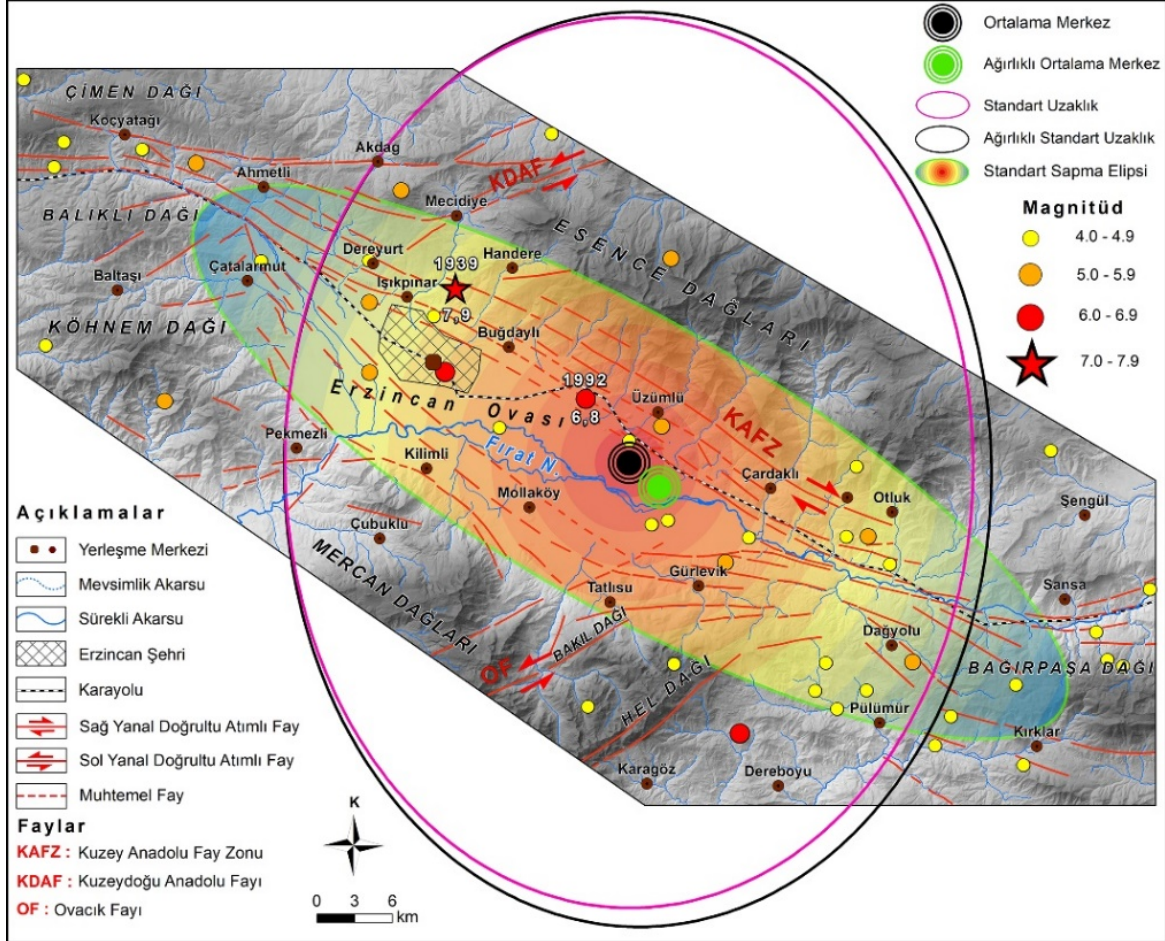 Ortalama Merkez
Ağırlıklı Ortalama Merkez
Standart Uzaklık
Ağırlıklı Standart Uzaklık
Standart Sapma Elipsi
Magnitüd
4.0 - 4.9
5.0 - 5.9
6.0 - 6.9
7.0 - 7.9
ÇİMEN DAĞI
Koçyatağı
Akdag
KDAF
Ahmetli
Mecidiye
BALIKLI DAĞI
ESENCE DAĞLARI
Dereyurt
Handere
1939
Baltaşı
Çatalarmut
Işıkpınar
7,9
KÖHNEM DAĞI
Buğdaylı
1992
Erzincan Ovası
6,8
Üzümlü
KAFZ
Pekmezli
Kilimli
Fırat N.
Çardaklı
Otluk
Mollaköy
Şengül
Çubuklu
MERCAN DAĞLARI
Gürlevik
Tatlısu
Sansa
BAKIL DAĞI
Dağyolu
OF
HEL DAĞI
BAGIRPAŞA DAĞI
Pülümür
Kırklar
Karagöz
Dereboyu
Açıklamalar
Yerleşme Merkezi
Mevsimlik Akarsu
Sürekli Akarsu
Erzincan Şehri
Karayolu
Sağ Yanal Doğrultu Atımlı Fay
Sol Yanal Doğrultu Atımlı Fay
Muhtemel Fay
Faylar
KAFZ : Kuzey Anadolu Fay Zonu
KDAF : Kuzeydoğu Anadolu Fayı
OF : Ovacık Fayı
K
0 3 6
km